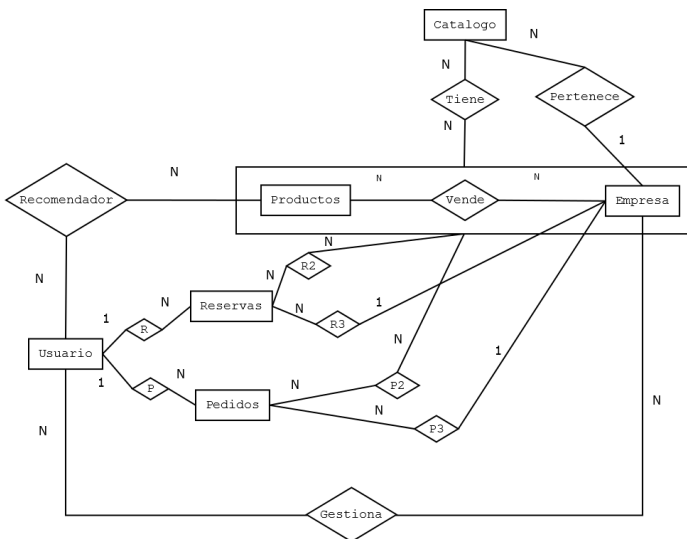 Catalogo
N
N
Tiene
Pertenece
N
1
N
N
N
Recomendador
Productos
Vende
Empresa
N
R2
N
N
Reservas
N
1
N
1
R3
R
N
1
Usuario
1
N
N
P
P2
N
N
Pedidos
N
P3
N
Gestiona